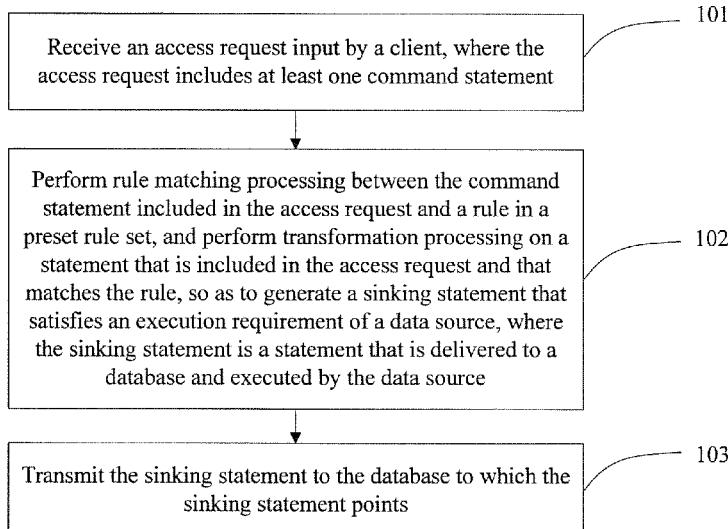 101
Receive an access request input by a client, where the
access request includes at least one command statement
Perform rule matching processing between the command
statement included in the access request and a rule in a
preset rule set, and perform transformation processing on a
statement that is included in the access request and that
matches the rule, so as to generate a sinking statement that
satisfies an execution requirement of a data source, where
the sinking statement is a statement that is delivered to a
database and executed by the data source
102
Transmit the sinking statement to the database to which the
sinking statement points
103